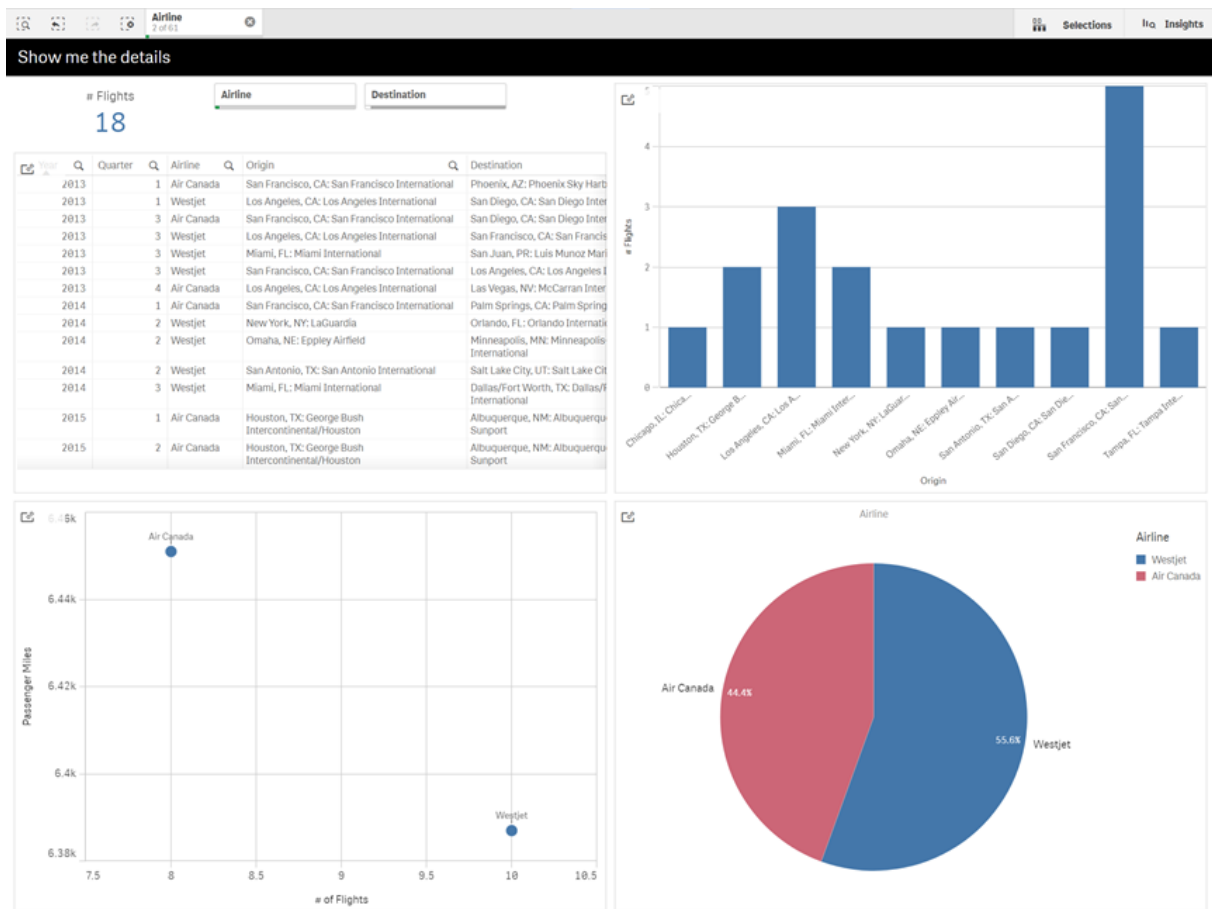 Airline
2 of 61
Selections
Insights
Show me the details
# Flights
18
Airline
Destination
Year Quarter Airline Origin Destination
2013 1 Air Canada San Francisco, CA: San Francisco International Phoenix, AZ: Phoenix Sky Harb
2013 1 Westjet Los Angeles, CA: Los Angeles International San Diego, CA: San Diego Inter
2013 3 Air Canada San Francisco, CA: San Francisco International San Diego, CA: San Diego Inter
2013 3 Westjet Los Angeles, CA: Los Angeles International San Francisco, CA: San Francis
2013 3 Westjet Miami, FL: Miami International San Juan, PR: Luis Munoz Mari
2013 3 Westjet San Francisco, CA: San Francisco International Los Angeles, CA: Los Angeles I
2013 4 Air Canada Los Angeles, CA: Los Angeles International Las Vegas, NV: McCarran Inter
2014 1 Air Canada San Francisco, CA: San Francisco International Palm Springs, CA: Palm Spring
2014 2 Westjet New York, NY: LaGuardia Orlando, FL: Orlando Internati
2014 2 Westjet Omaha, NE: Eppley Airfield Minneapolis, MN: Minneapolis-
International
2014 2 Westjet San Antonio, TX: San Antonio International Salt Lake City, UT: Salt Lake Cit
2014 3 Westjet Miami, FL: Miami International Dallas/Fort Worth, TX: Dallas/F
International
2015 1 Air Canada Houston, TX: George Bush Albuquerque, NM: Albuquerqu
Intercontinental/Houston Sunport
2015 2 Air Canada Houston, TX: George Bush Albuquerque, NM: Albuquerqu
Intercontinental/Houston Sunport
# Flights
4
3
2
1
0
Chicago, IL: Chica...
Houston, TX: George B...
Los Angeles, CA: Los A...
Miami, FL: Miami Inter...
New York, NY: LaGuar...
Omaha, NE: Eppley Air...
San Antonio, TX: San A...
San Diego, CA: San Die...
San Francisco, CA: San...
Tampa, FL: Tampa Inte...
Origin
Passenger Miles
6.46k
6.44k
6.42k
6.4k
6.38k
Air Canada
Westjet
7.5 8 8.5 9 9.5 10 10.5
# of Flights
Airline
Airline
Westjet
Air Canada
Air Canada 44.4%
55.6% Westjet